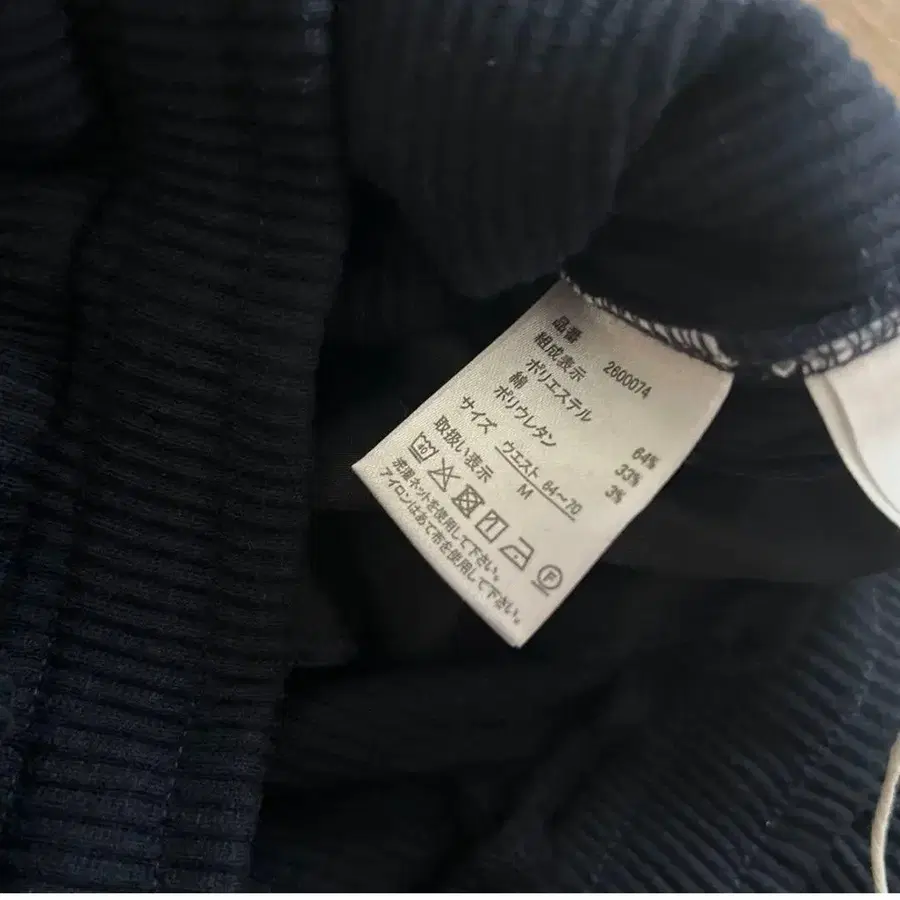 品番 2600074
組成表示
ポリエステル 64%
綿 33%
ポリウレタン 3%
サイズ ウエスト 64〜70
M
取扱い表示
40 F
洗濯ネットを使用して下さい。
アイロンはあて布を使用して下さい。